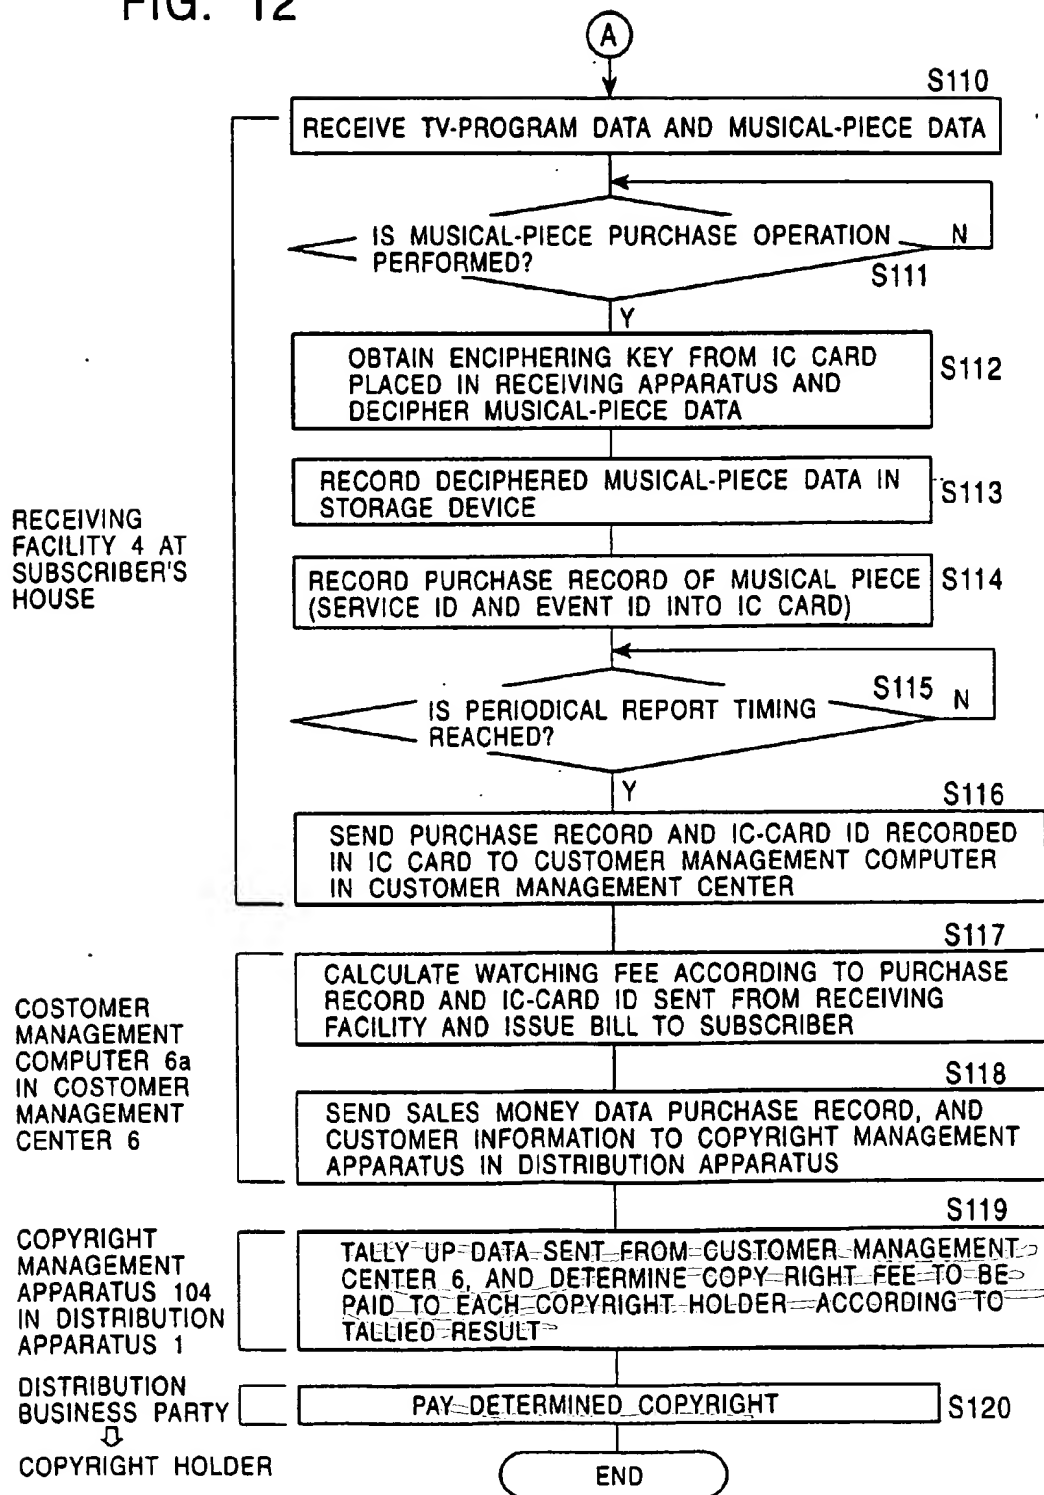 FIG. 12
A
S110
RECEIVE TV-PROGRAM DATA AND MUSICAL-PIECE DATA
IS MUSICAL-PIECE PURCHASE OPERATION
PERFORMED?
N
S111
Y
OBTAIN ENCIPHERING KEY FROM IC CARD
PLACED IN RECEIVING APPARATUS AND
DECIPHER MUSICAL-PIECE DATA
S112
RECORD DECIPHERED MUSICAL-PIECE DATA IN
STORAGE DEVICE
S113
RECEIVING
FACILITY 4 AT
SUBSCRIBER'S
HOUSE
RECORD PURCHASE RECORD OF MUSICAL PIECE
(SERVICE ID AND EVENT ID INTO IC CARD)
S114
S115
N
IS PERIODICAL REPORT TIMING
REACHED?
Y
S116
SEND PURCHASE RECORD AND IC-CARD ID RECORDED
IN IC CARD TO CUSTOMER MANAGEMENT COMPUTER
IN CUSTOMER MANAGEMENT CENTER
S117
CALCULATE WATCHING FEE ACCORDING TO PURCHASE
RECORD AND IC-CARD ID SENT FROM RECEIVING
FACILITY AND ISSUE BILL TO SUBSCRIBER
COSTOMER
MANAGEMENT
COMPUTER 6a
IN COSTOMER
MANAGEMENT
CENTER 6
S118
SEND SALES MONEY DATA PURCHASE RECORD, AND
CUSTOMER INFORMATION TO COPYRIGHT MANAGEMENT
APPARATUS IN DISTRIBUTION APPARATUS
S119
COPYRIGHT
MANAGEMENT
APPARATUS 104
IN DISTRIBUTION
APPARATUS 1
TALLY UP DATA SENT FROM CUSTOMER MANAGEMENT
CENTER 6, AND DETERMINE COPY RIGHT FEE TO BE
PAID TO EACH COPYRIGHT HOLDER ACCORDING TO
TALLIED RESULT
DISTRIBUTION
BUSINESS PARTY
COPYRIGHT HOLDER
PAY DETERMINED COPYRIGHT
S120
END